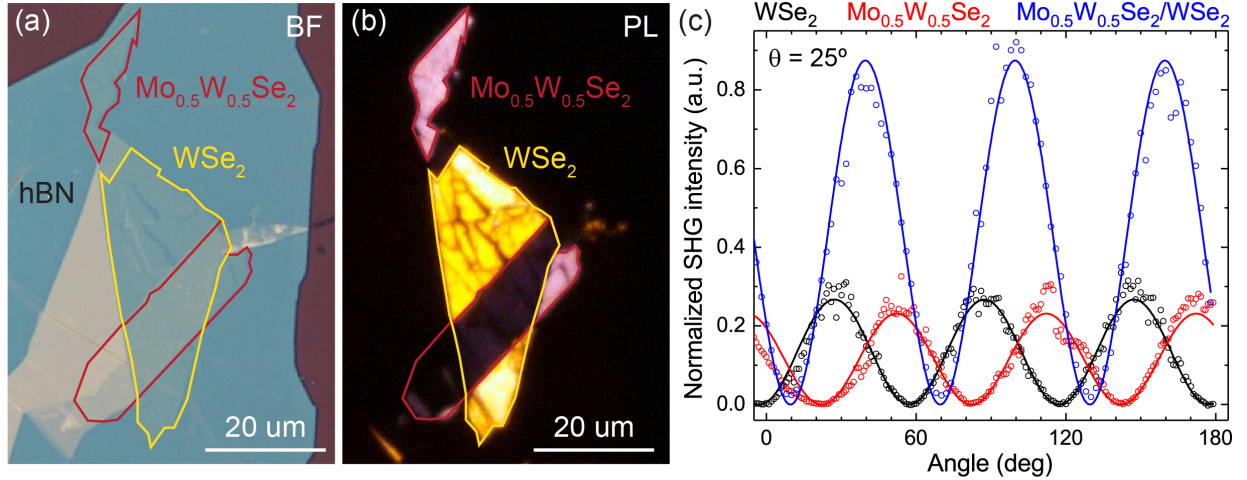 (a) BF
Mo₀.₅W₀.₅Se₂
WSe₂
hBN
20 um
(b) PL
Mo₀.₅W₀.₅Se₂
WSe₂
20 um
(c) WSe₂ Mo₀.₅W₀.₅Se₂ Mo₀.₅W₀.₅Se₂/WSe₂
θ = 25º
Normalized SHG intensity (a.u.)
0.8
0.6
0.4
0.2
0.0
0 60 120 180
Angle (deg)